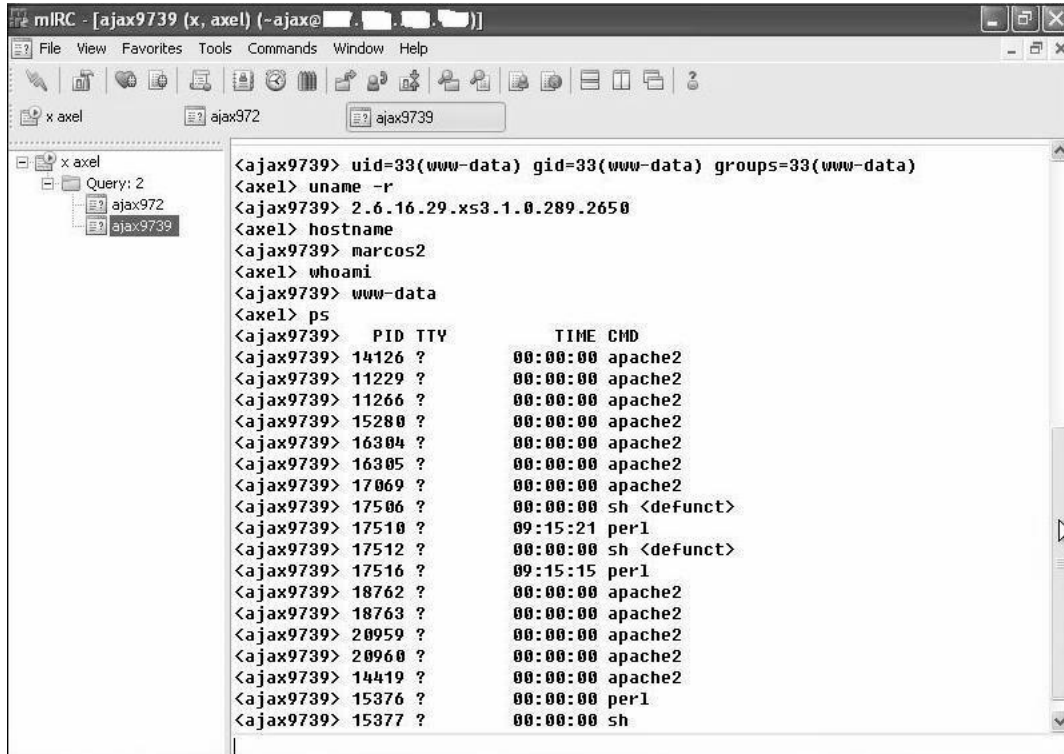 mIRC - [ajax9739 (x, axel) (~ajax@ . . . )]
File View Favorites Tools Commands Window Help
x axel ajax972 ajax9739
x axel
Query: 2
ajax972
ajax9739
<ajax9739> uid=33(www-data) gid=33(www-data) groups=33(www-data)
<axel> uname -r
<ajax9739> 2.6.16.29.xs3.1.0.289.2650
<axel> hostname
<ajax9739> marcos2
<axel> whoami
<ajax9739> www-data
<axel> ps
<ajax9739> PID TTY TIME CMD
<ajax9739> 14126 ? 00:00:00 apache2
<ajax9739> 11229 ? 00:00:00 apache2
<ajax9739> 11266 ? 00:00:00 apache2
<ajax9739> 15280 ? 00:00:00 apache2
<ajax9739> 16304 ? 00:00:00 apache2
<ajax9739> 16305 ? 00:00:00 apache2
<ajax9739> 17069 ? 00:00:00 apache2
<ajax9739> 17506 ? 00:00:00 sh <defunct>
<ajax9739> 17510 ? 09:15:21 perl
<ajax9739> 17512 ? 00:00:00 sh <defunct>
<ajax9739> 17516 ? 09:15:15 perl
<ajax9739> 18762 ? 00:00:00 apache2
<ajax9739> 18763 ? 00:00:00 apache2
<ajax9739> 20959 ? 00:00:00 apache2
<ajax9739> 20960 ? 00:00:00 apache2
<ajax9739> 14419 ? 00:00:00 apache2
<ajax9739> 15376 ? 00:00:00 perl
<ajax9739> 15377 ? 00:00:00 sh